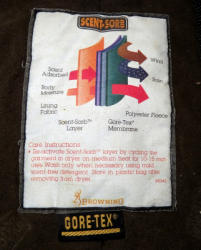 SCENT-SORB
Wind
Scent
Adsorbed
Rain
Body
Moisture
Lining
Fabric
Polyester Fleece
Scent-Sorb™
Layer
Gore-Tex®
Membrane
Care Instructions
• Re-activate Scent-Sorb™ layer by cycling the
garment in dryer on medium heat for 10-15 min-
utes. Wash only when necessary using mild
scent-free detergent. Store in plastic bag after
removing from dryer.
BROWNING
GORE-TEX®